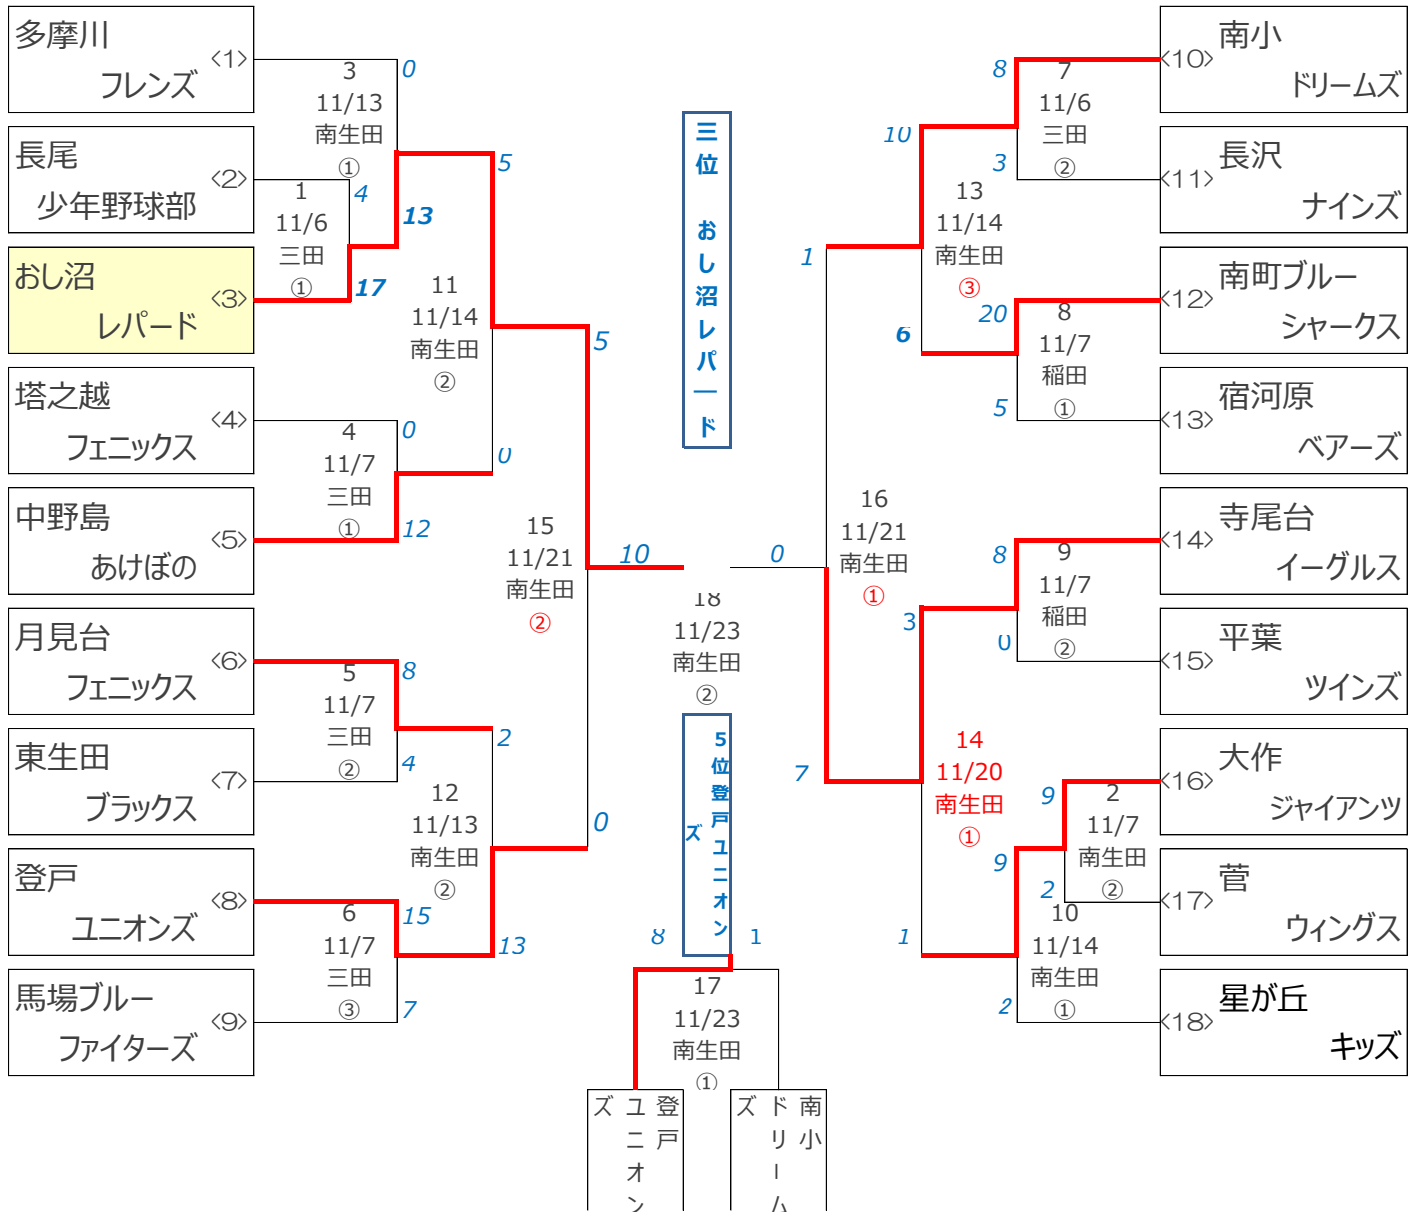 多摩川
フレンズ
<1>
長尾
少年野球部
<2>
おし沼
レパード
<3>
塔之越
フェニックス
<4>
中野島
あけぼの
<5>
月見台
フェニックス
<6>
東生田
ブラックス
<7>
登戸
ユニオンズ
<8>
馬場ブルー
ファイターズ
<9>
3
11/13
南生田
①
0
13
1
11/6
三田
①
4
17
4
11/7
三田
①
0
12
5
11/7
三田
②
8
4
6
11/7
三田
③
15
7
11
11/14
南生田
②
5
0
12
11/13
南生田
②
2
13
15
11/21
南生田
②
5
0
三位 おし沼レパード
10
0
18
11/23
南生田
②
5位登戸ユニオン
ズ
8
1
17
11/23
南生田
①
登戸
ユニオン
ズ
南小
ドリーム
ズ
16
11/21
南生田
①
1
7
13
11/14
南生田
③
10
6
14
11/20
南生田
①
3
1
7
11/6
三田
②
8
3
8
11/7
稲田
①
20
5
9
11/7
稲田
②
8
0
2
11/7
南生田
②
9
2
10
11/14
南生田
①
9
2
<10>
南小
ドリームズ
<11>
長沢
ナインズ
<12>
南町ブルー
シャークス
<13>
宿河原
ベアーズ
<14>
寺尾台
イーグルス
<15>
平葉
ツインズ
<16>
大作
ジャイアンツ
<17>
菅
ウィングス
<18>
星が丘
キッズ